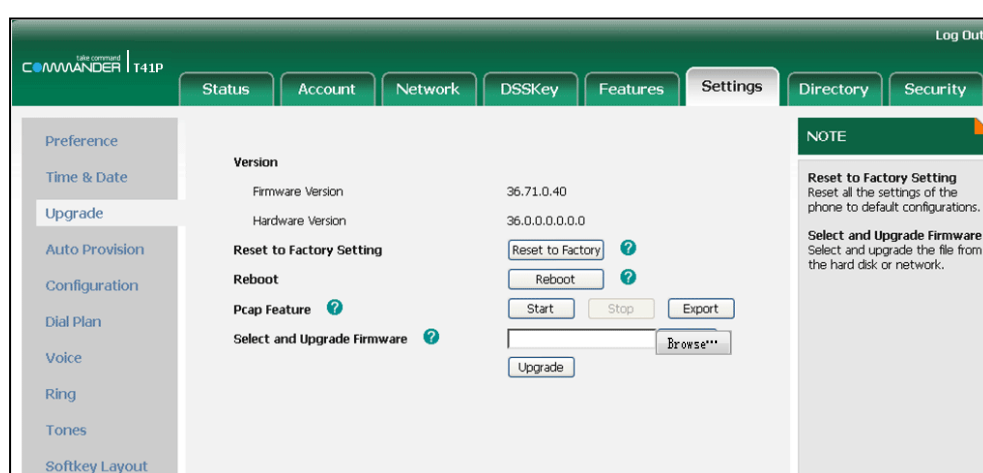 Log Out
take command
COMMANDER T41P
Status Account Network DSSKey Features Settings Directory Security
Preference
Time & Date
Upgrade
Auto Provision
Configuration
Dial Plan
Voice
Ring
Tones
Softkey Layout
Version
Firmware Version 36.71.0.40
Hardware Version 36.0.0.0.0.0.0
Reset to Factory Setting Reset to Factory ?
Reboot Reboot ?
Pcap Feature ? Start Stop Export
Select and Upgrade Firmware ? Browse...
Upgrade
NOTE
Reset to Factory Setting
Reset all the settings of the
phone to default configurations.
Select and Upgrade Firmware
Select and upgrade the file from
the hard disk or network.